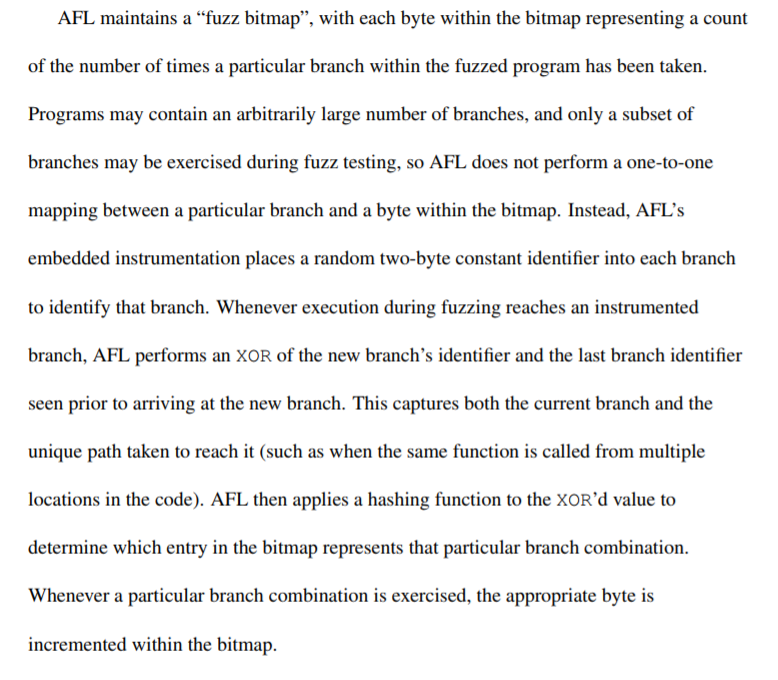 AFL maintains a “fuzz bitmap”, with each byte within the bitmap representing a count
of the number of times a particular branch within the fuzzed program has been taken.
Programs may contain an arbitrarily large number of branches, and only a subset of
branches may be exercised during fuzz testing, so AFL does not perform a one-to-one
mapping between a particular branch and a byte within the bitmap. Instead, AFL’s
embedded instrumentation places a random two-byte constant identifier into each branch
to identify that branch. Whenever execution during fuzzing reaches an instrumented
branch, AFL performs an XOR of the new branch’s identifier and the last branch identifier
seen prior to arriving at the new branch. This captures both the current branch and the
unique path taken to reach it (such as when the same function is called from multiple
locations in the code). AFL then applies a hashing function to the XOR’d value to
determine which entry in the bitmap represents that particular branch combination.
Whenever a particular branch combination is exercised, the appropriate byte is
incremented within the bitmap.